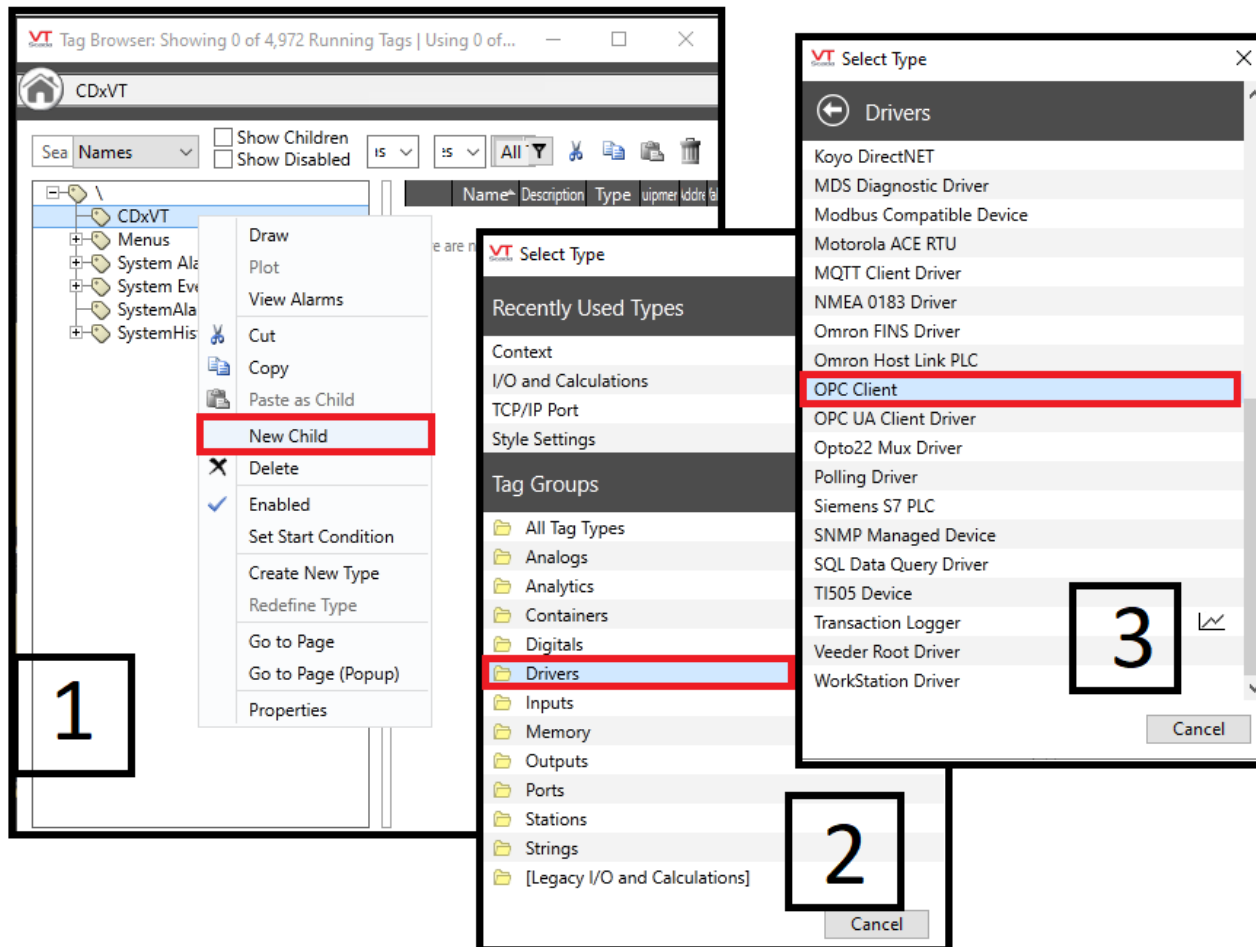 VT Scada Tag Browser: Showing 0 of 4,972 Running Tags | Using 0 of...
CDxVT
Sea Names
Show Children
Show Disabled
All
Name Description Type
\
CDxVT
Menus
System Ala
System Eve
SystemAla
SystemHis
Draw
Plot
View Alarms
Cut
Copy
Paste as Child
New Child
Delete
Enabled
Set Start Condition
Create New Type
Redefine Type
Go to Page
Go to Page (Popup)
Properties
1
VT Scada Select Type
Recently Used Types
Context
I/O and Calculations
TCP/IP Port
Style Settings
Tag Groups
All Tag Types
Analogs
Analytics
Containers
Digitals
Drivers
Inputs
Memory
Outputs
Ports
Stations
Strings
[Legacy I/O and Calculations]
2
Cancel
VT Scada Select Type
Drivers
Koyo DirectNET
MDS Diagnostic Driver
Modbus Compatible Device
Motorola ACE RTU
MQTT Client Driver
NMEA 0183 Driver
Omron FINS Driver
Omron Host Link PLC
OPC Client
OPC UA Client Driver
Opto22 Mux Driver
Polling Driver
Siemens S7 PLC
SNMP Managed Device
SQL Data Query Driver
TI505 Device
Transaction Logger
Veeder Root Driver
WorkStation Driver
3
Cancel